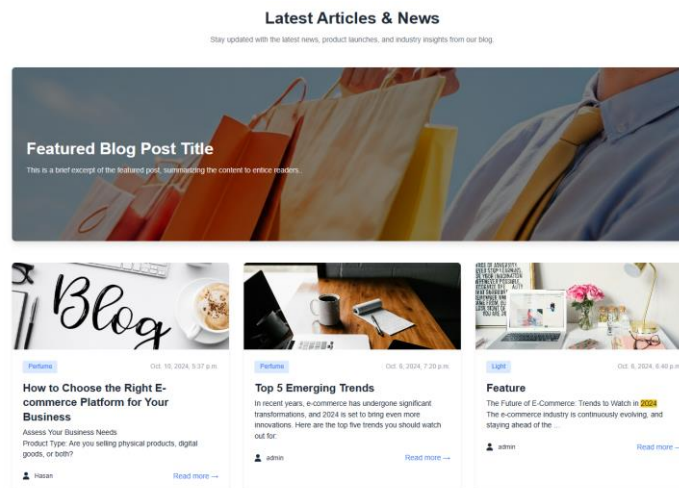 Latest Articles & News
Stay updated with the latest news, product launches, and industry insights from our blog.
Featured Blog Post Title
This is a brief excerpt of the featured post, summarizing the content to entice readers..
Blog
Perfume
Oct. 10, 2024, 5:37 p.m.
How to Choose the Right E-
commerce Platform for Your
Business
Assess Your Business Needs
Product Type: Are you selling physical products, digital
goods, or both?
Hasan
Read more →
Perfume
Oct. 6, 2024, 7:20 p.m.
Top 5 Emerging Trends
In recent years, e-commerce has undergone significant
transformations, and 2024 is set to bring even more
innovations. Here are the top five trends you should watch
out for:
admin
Read more →
Light
Oct. 6, 2024, 6:40 p.m.
Feature
The Future of E-Commerce: Trends to Watch in 2024
The e-commerce industry is continuously evolving, and
staying ahead of the ...
admin
Read more →